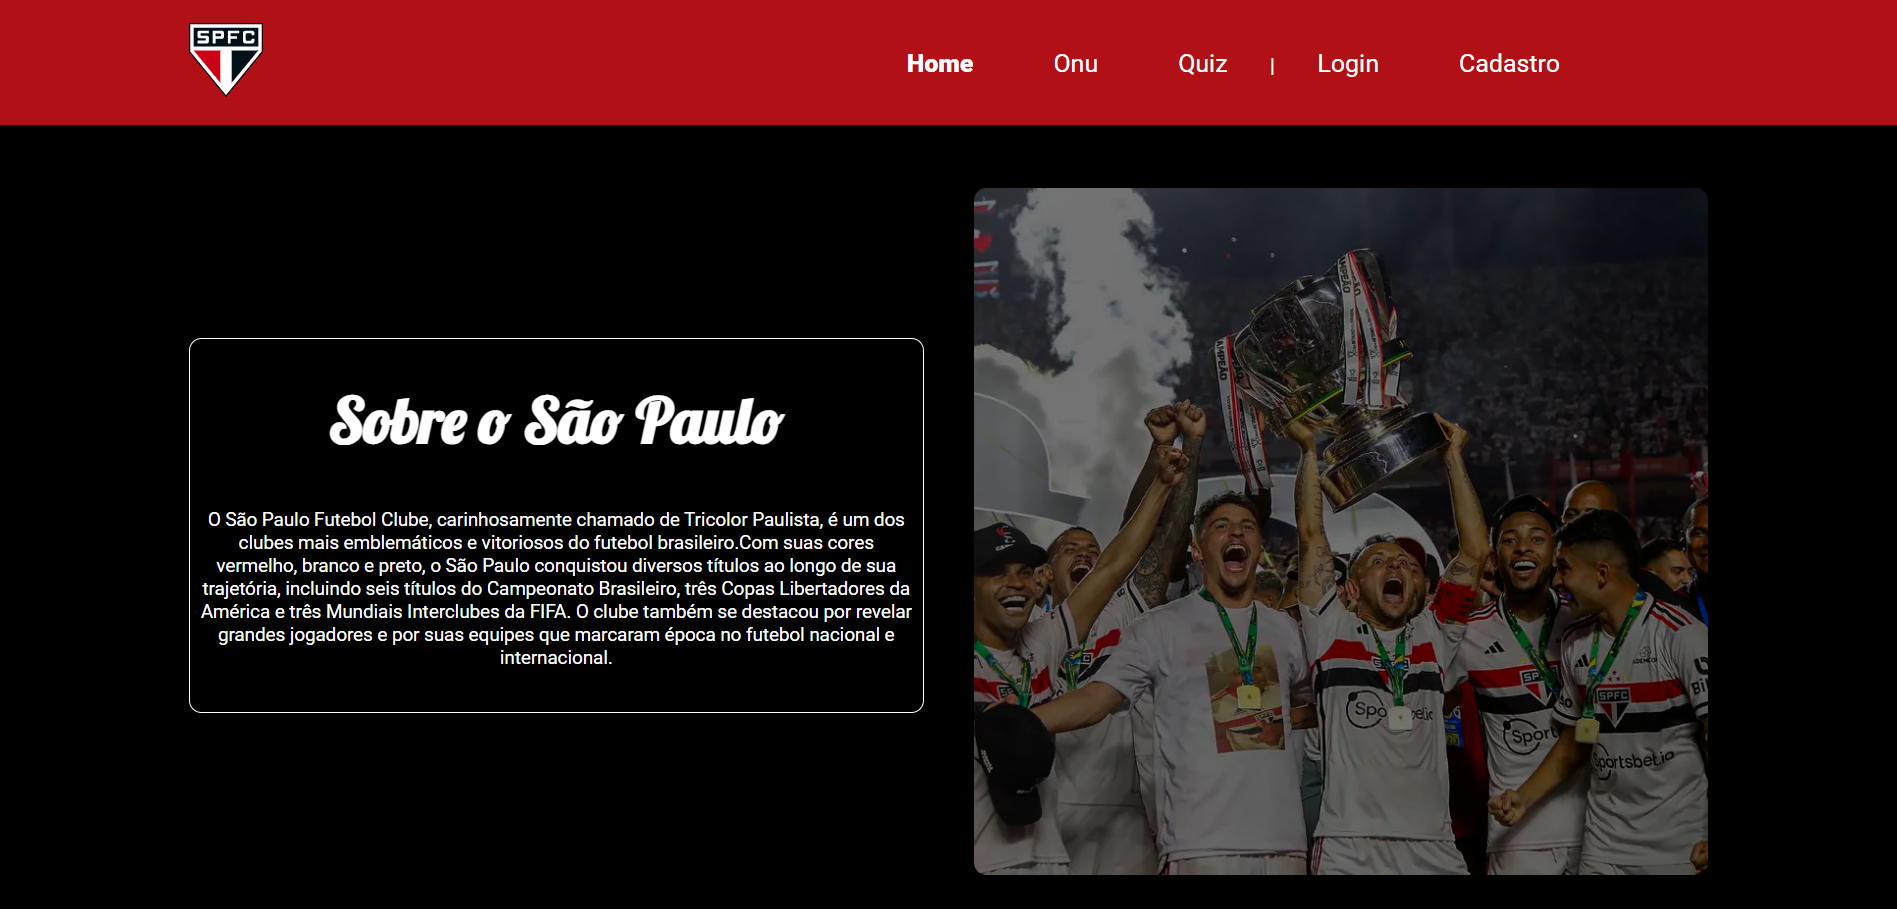 SPFC
Home Onu Quiz | Login Cadastro
Sobre o São Paulo
O São Paulo Futebol Clube, carinhosamente chamado de Tricolor Paulista, é um dos
clubes mais emblemáticos e vitoriosos do futebol brasileiro.Com suas cores
vermelho, branco e preto, o São Paulo conquistou diversos títulos ao longo de sua
trajetória, incluindo seis títulos do Campeonato Brasileiro, três Copas Libertadores da
América e três Mundiais Interclubes da FIFA. O clube também se destacou por revelar
grandes jogadores e por suas equipes que marcaram época no futebol nacional e
internacional.
SPFC
Sport
Sportsbet.io